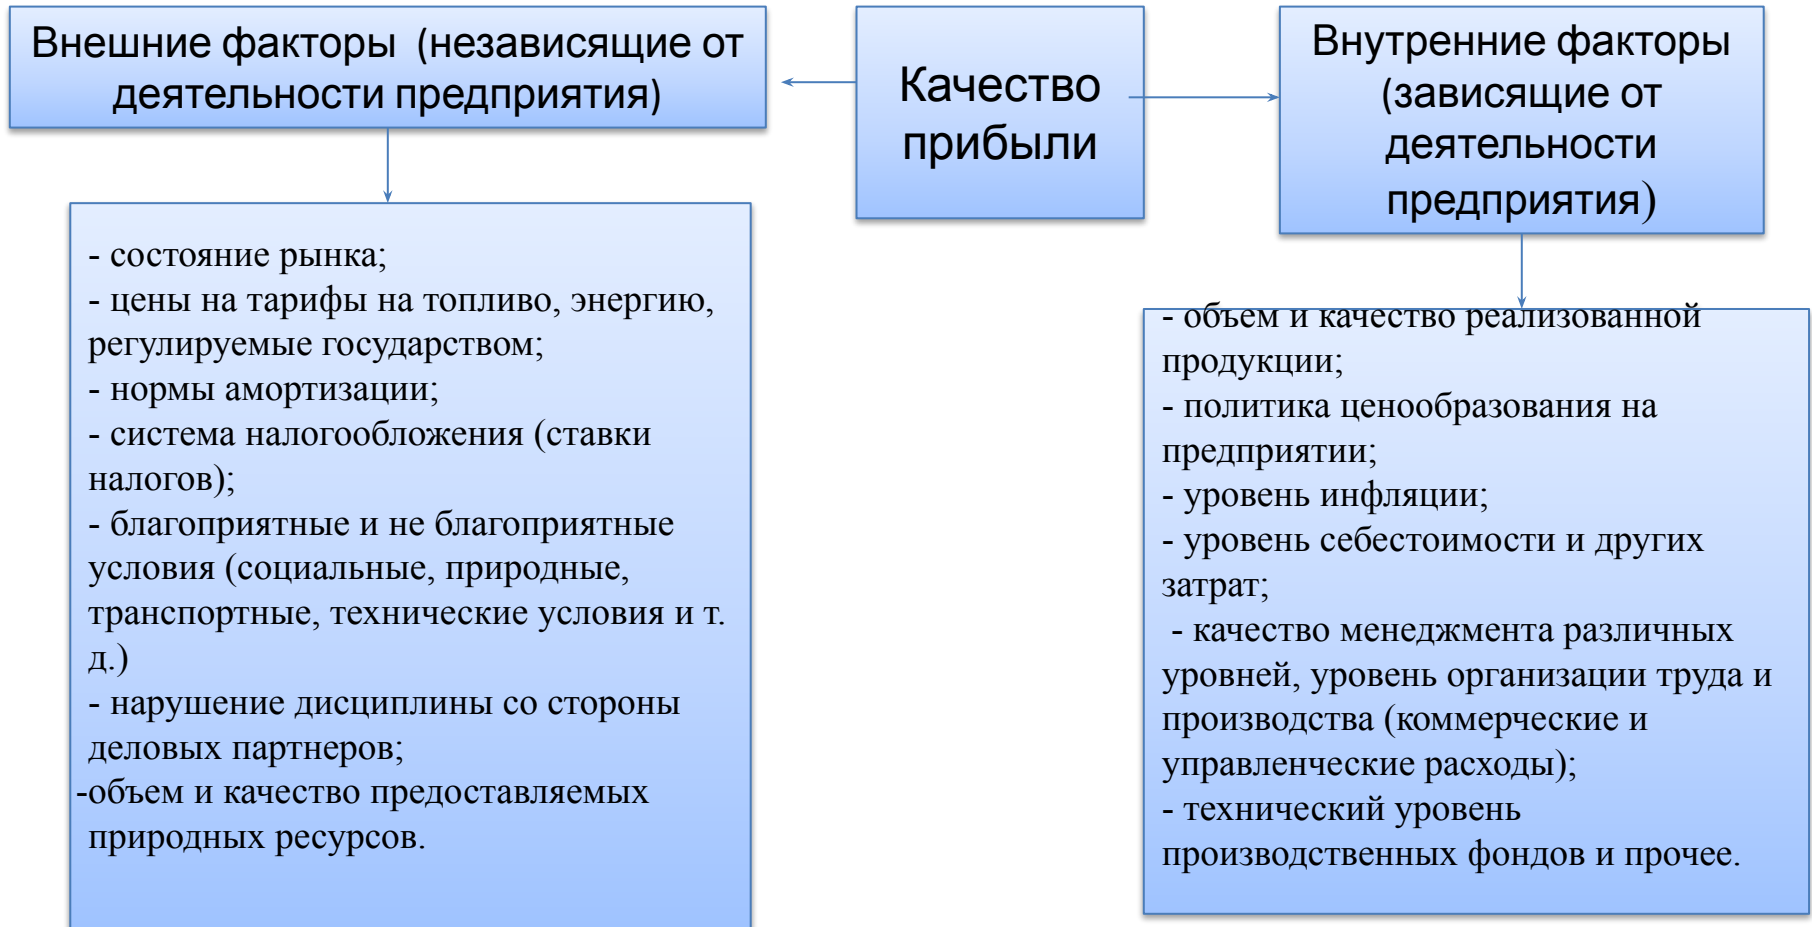 Внешние факторы (независящие от
деятельности предприятия)
Качество
прибыли
Внутренние факторы
(зависящие от
деятельности
предприятия)
- состояние рынка;
- цены на тарифы на топливо, энергию,
регулируемые государством;
- нормы амортизации;
- система налогообложения (ставки
налогов);
- благоприятные и не благоприятные
условия (социальные, природные,
транспортные, технические условия и т.
д.)
- нарушение дисциплины со стороны
деловых партнеров;
-объем и качество предоставляемых
природных ресурсов.
- объем и качество реализованной
продукции;
- политика ценообразования на
предприятии;
- уровень инфляции;
- уровень себестоимости и других
затрат;
- качество менеджмента различных
уровней, уровень организации труда и
производства (коммерческие и
управленческие расходы);
- технический уровень
производственных фондов и прочее.